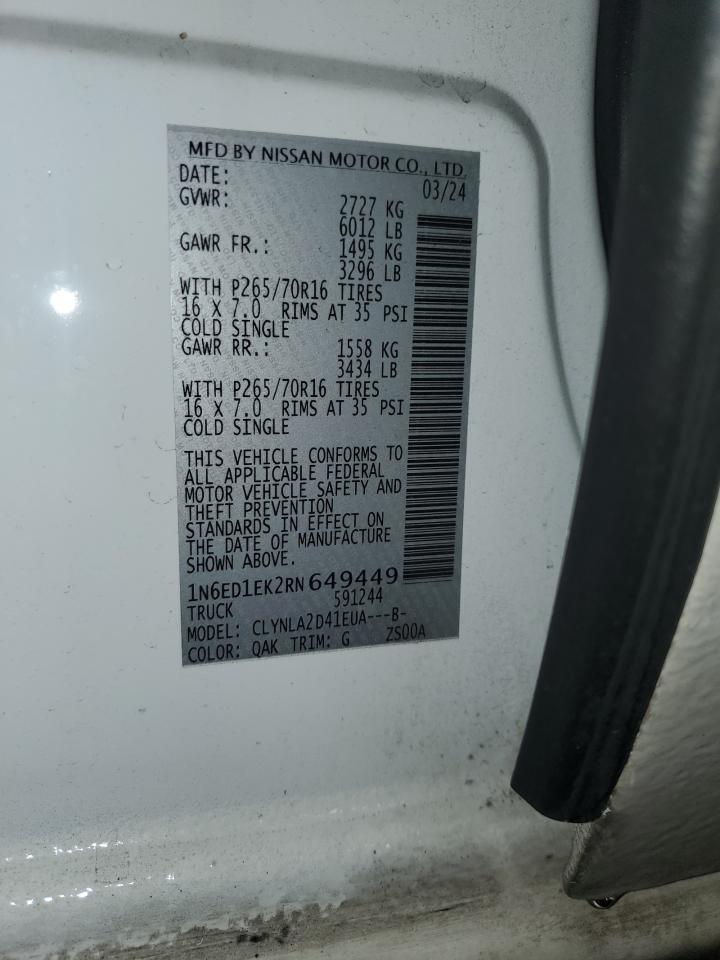 MFD BY NISSAN MOTOR CO., LTD.
DATE: 03/24
GVWR: 2727 KG
6012 LB
GAWR FR.: 1495 KG
3296 LB
WITH P265/70R16 TIRES
16 X 7.0 RIMS AT 35 PSI
COLD SINGLE
GAWR RR.: 1558 KG
3434 LB
WITH P265/70R16 TIRES
16 X 7.0 RIMS AT 35 PSI
COLD SINGLE
THIS VEHICLE CONFORMS TO
ALL APPLICABLE FEDERAL
MOTOR VEHICLE SAFETY AND
THEFT PREVENTION
STANDARDS IN EFFECT ON
THE DATE OF MANUFACTURE
SHOWN ABOVE.
1N6ED1EK2RN649449
TRUCK 591244
MODEL: CLYNLA2D41EUA---B-
COLOR: QAK TRIM: G ZS00A